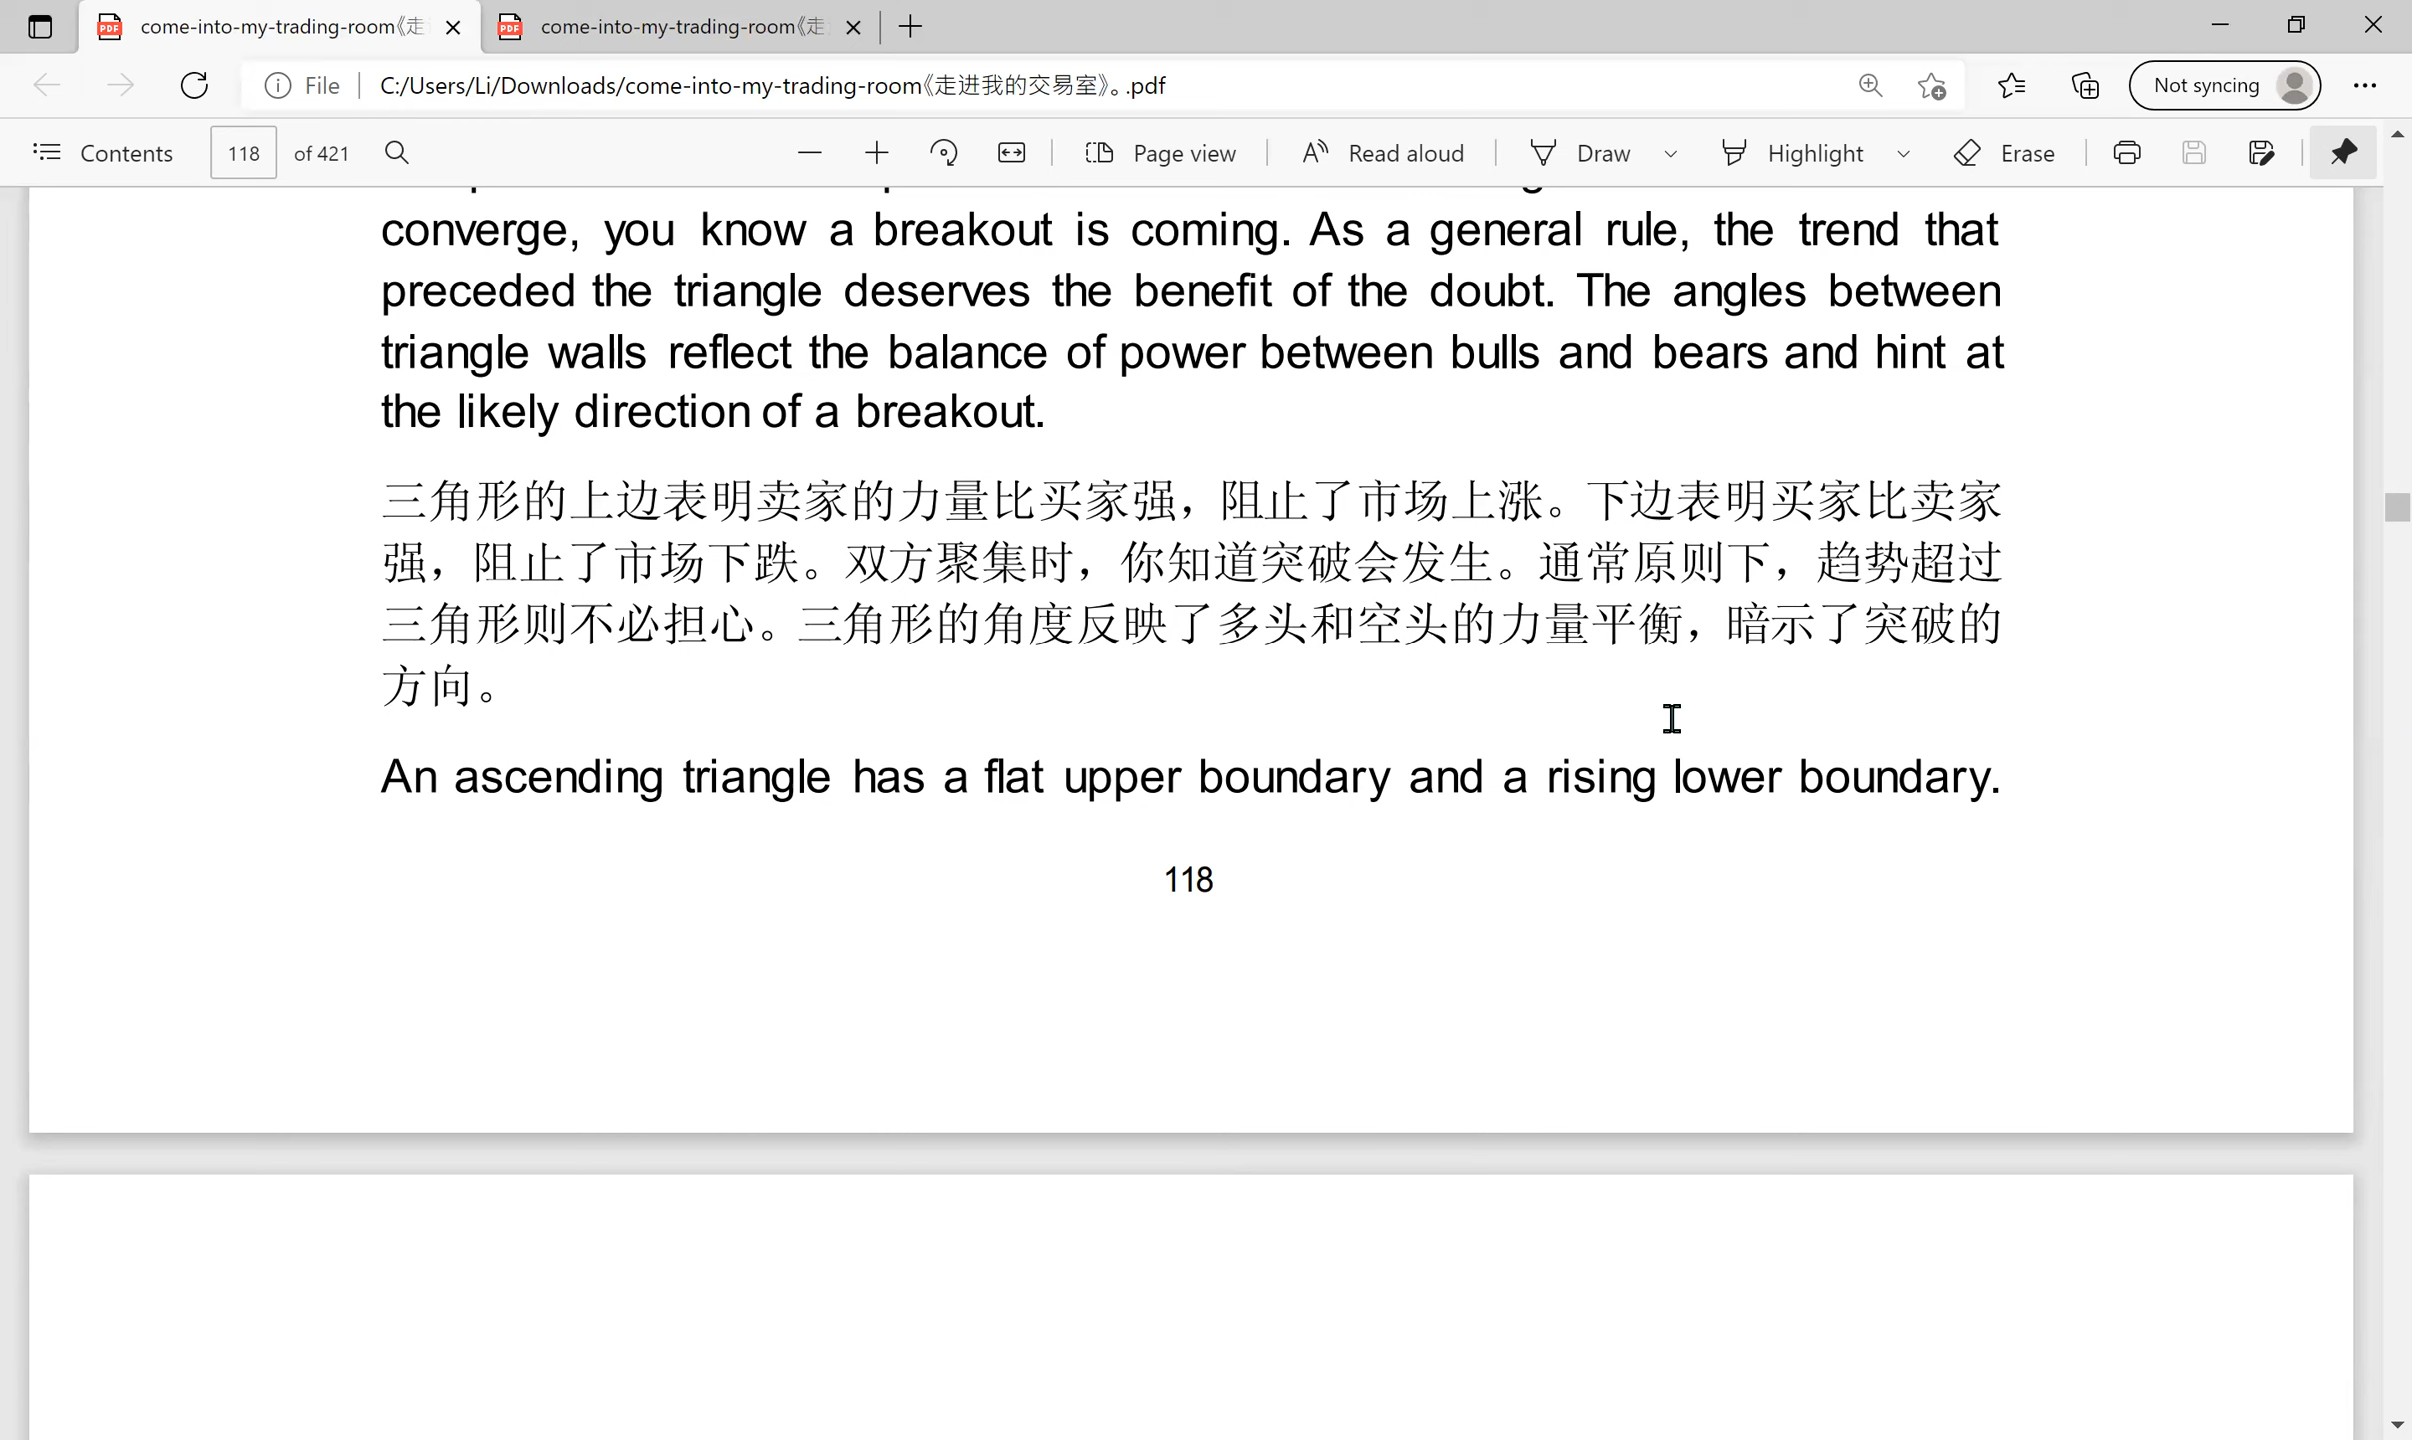 come-into-my-trading-room《走
come-into-my-trading-room《走
File
C:/Users/Li/Downloads/come-into-my-trading-room《走进我的交易室》。.pdf
Not syncing
Contents
118
of 421
Page view
Read aloud
Draw
Highlight
Erase
converge, you know a breakout is coming. As a general rule, the trend that
preceded the triangle deserves the benefit of the doubt. The angles between
triangle walls reflect the balance of power between bulls and bears and hint at
the likely direction of a breakout.
三角形的上边表明卖家的力量比买家强，阻止了市场上涨。下边表明买家比卖家
强，阻止了市场下跌。双方聚集时，你知道突破会发生。通常原则下，趋势超过
三角形则不必担心。三角形的角度反映了多头和空头的力量平衡，暗示了突破的
方向。
An ascending triangle has a flat upper boundary and a rising lower boundary.
118